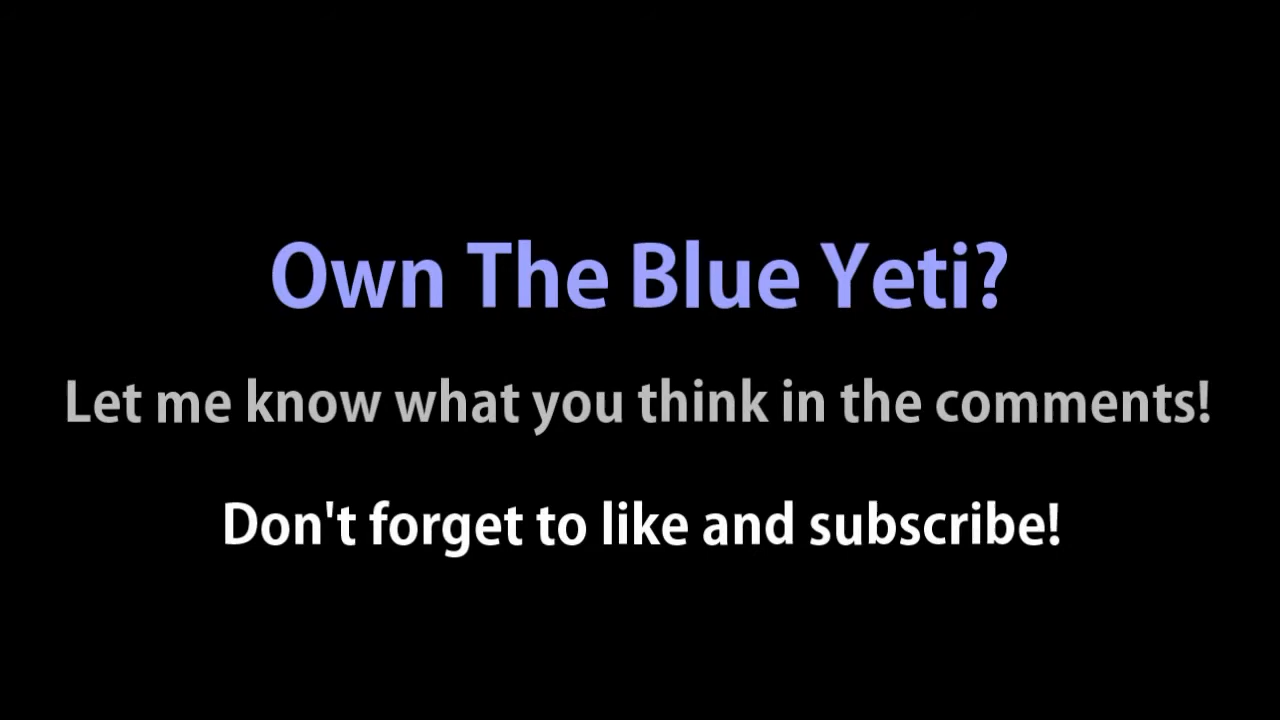 Own The Blue Yeti?
Let me know what you think in the comments!
Don't forget to like and subscribe!